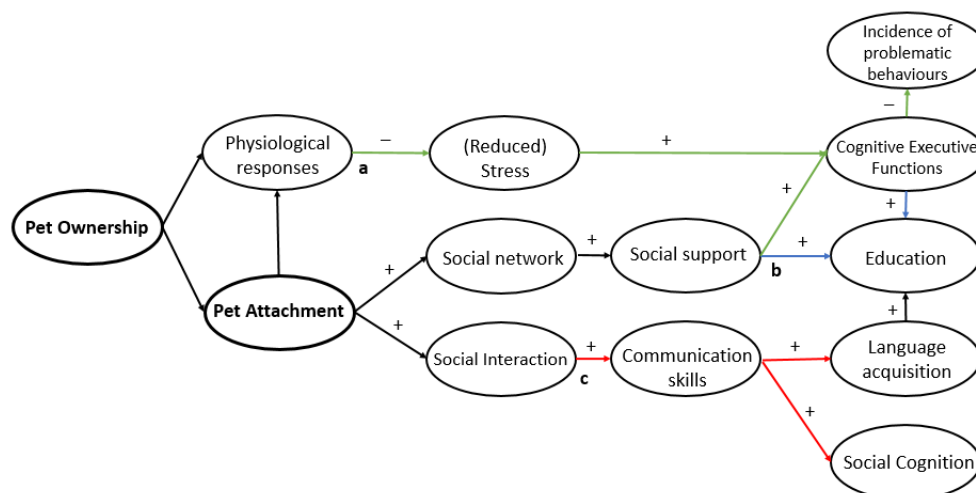 Incidence of
problematic
behaviours
Physiological
responses
−
a
(Reduced)
Stress
+
−
Cognitive Executive
Functions
+
+
Pet Ownership
Pet Attachment
+
Social network
+
Social support
+
b
Education
+
Social Interaction
+
c
Communication
skills
+
+
Language
acquisition
+
Social Cognition